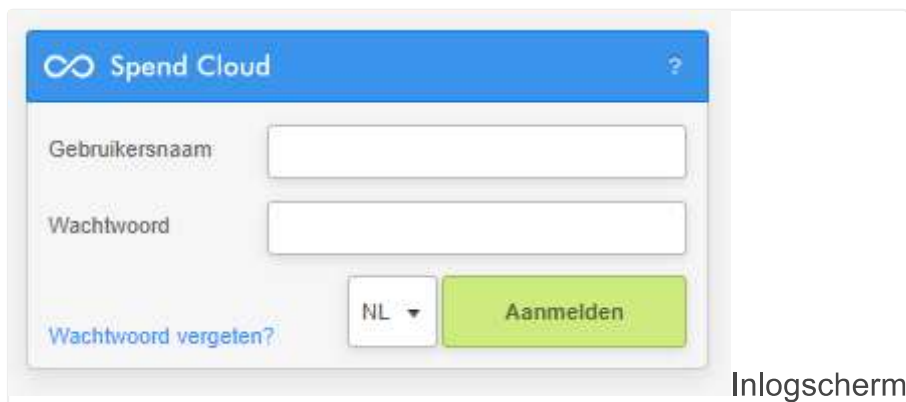 Spend Cloud ?
Gebruikersnaam
Wachtwoord
NL Aanmelden
Wachtwoord vergeten?
Inlogscherm